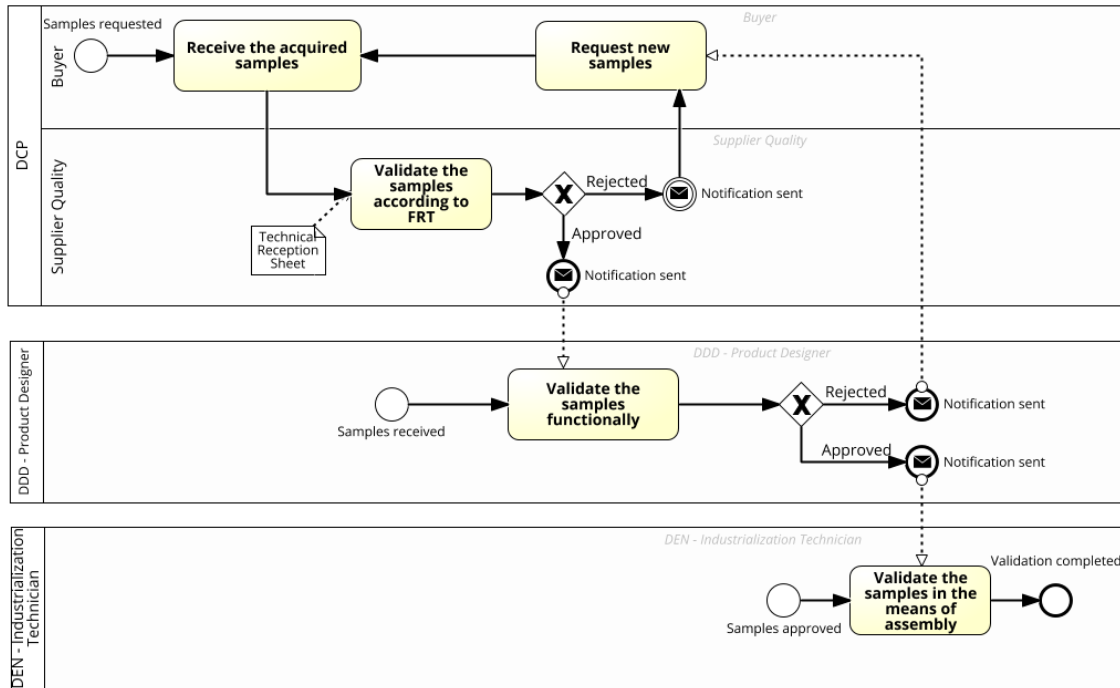 Samples requested
Buyer
DCP
Buyer
Receive the acquired
samples
Request new
samples
Supplier Quality
Supplier Quality
Validate the
samples
according to
FRT
X
Rejected
Notification sent
Technical
Reception
Sheet
Approved
Notification sent
DDD - Product Designer
DDD - Product Designer
Validate the
samples
functionally
Samples received
X
Rejected
Notification sent
Approved
Notification sent
DEN - Industrialization
Technician
DEN - Industrialization Technician
Samples approved
Validate the
samples in the
means of
assembly
Validation completed